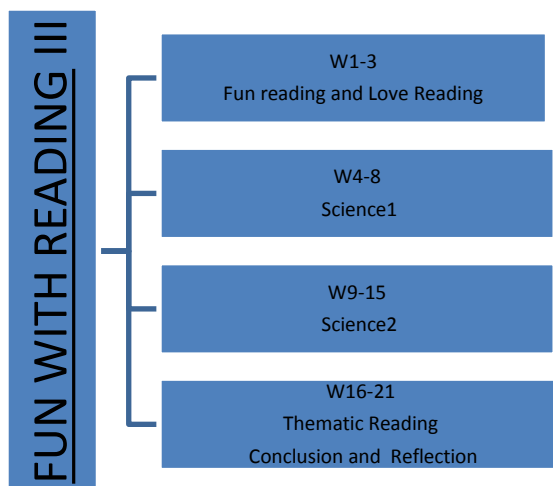 FUN WITH READING III
W1-3
Fun reading and Love Reading
W4-8
Science1
W9-15
Science2
W16-21
Thematic Reading
Conclusion and Reflection